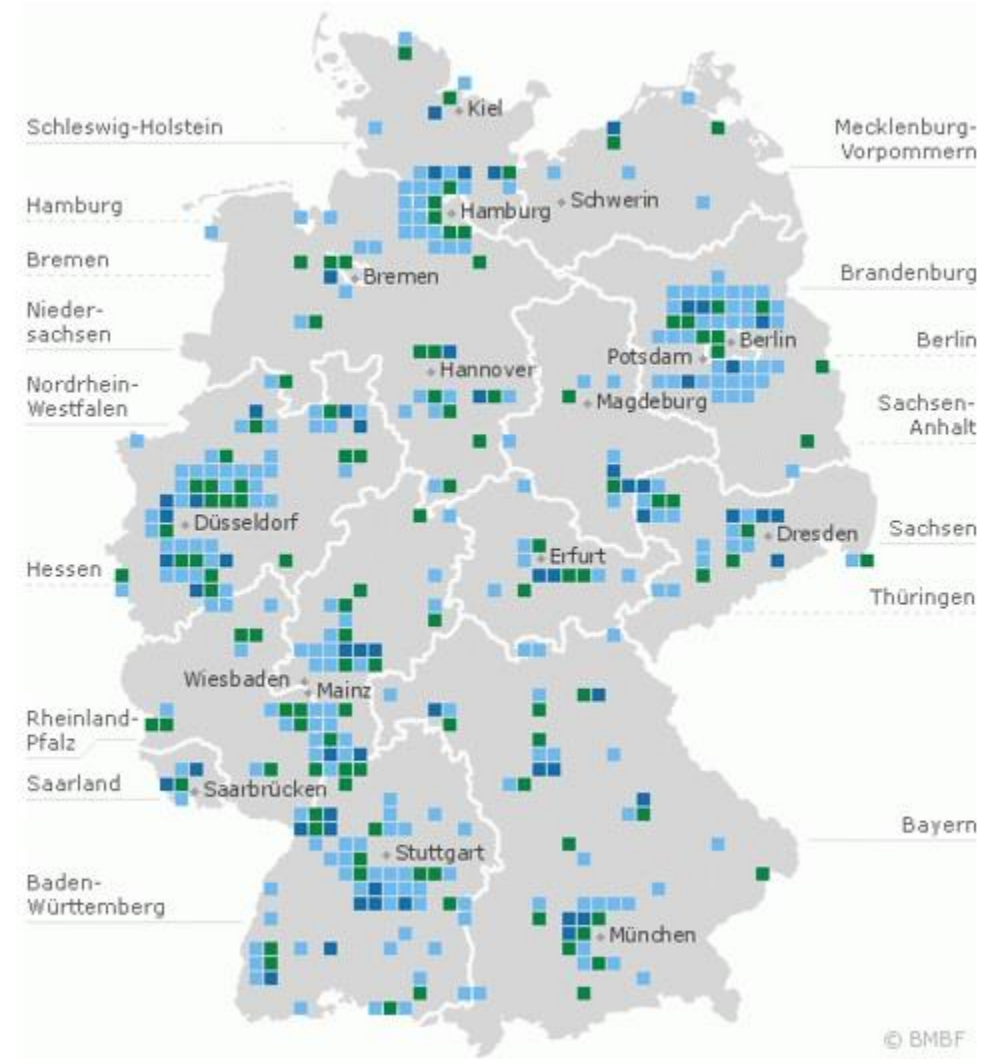 Kiel
Schleswig-Holstein
Mecklenburg-
Vorpommern
Schwerin
Hamburg
Hamburg
Bremen
Bremen
Brandenburg
Nieder-
sachsen
Berlin
Berlin
Potsdam
Hannover
Nordrhein-
Westfalen
Magdeburg
Sachsen-
Anhalt
Düsseldorf
Dresden
Sachsen
Erfurt
Hessen
Thüringen
Wiesbaden
Mainz
Rheinland-
Pfalz
Saarland
Saarbrücken
Bayern
Stuttgart
Baden-
Württemberg
München
© BMBF